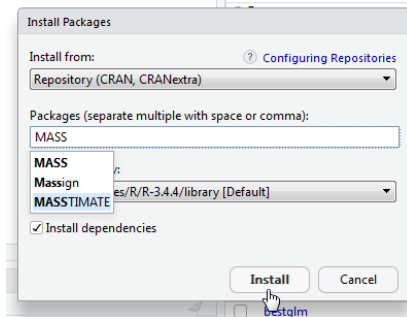 Install Packages
Install from:
Configuring Repositories
Repository (CRAN, CRANextra)
Packages (separate multiple with space or comma):
MASS
MASS
Massign
MASSTIMATE
y:
es/R/R-3.4.4/library [Default]
Install dependencies
Install
Cancel
bestglm